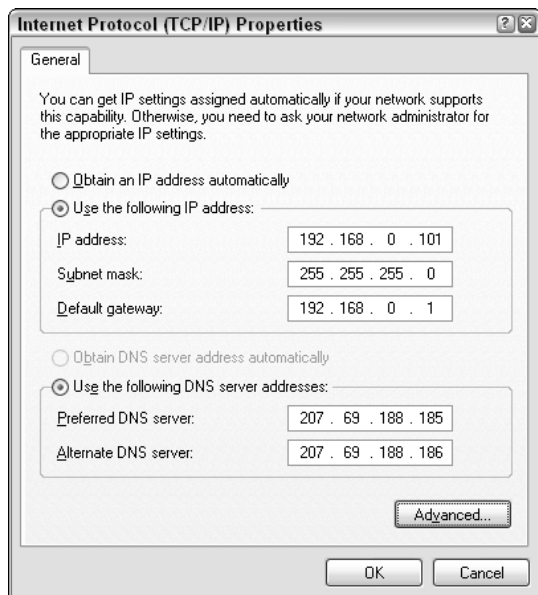 Internet Protocol (TCP/IP) Properties
General
You can get IP settings assigned automatically if your network supports
this capability. Otherwise, you need to ask your network administrator for
the appropriate IP settings.
Obtain an IP address automatically
Use the following IP address:
IP address: 192 . 168 . 0 . 101
Subnet mask: 255 . 255 . 255 . 0
Default gateway: 192 . 168 . 0 . 1
Obtain DNS server address automatically
Use the following DNS server addresses:
Preferred DNS server: 207 . 69 . 188 . 185
Alternate DNS server: 207 . 69 . 188 . 186
Advanced...
OK Cancel